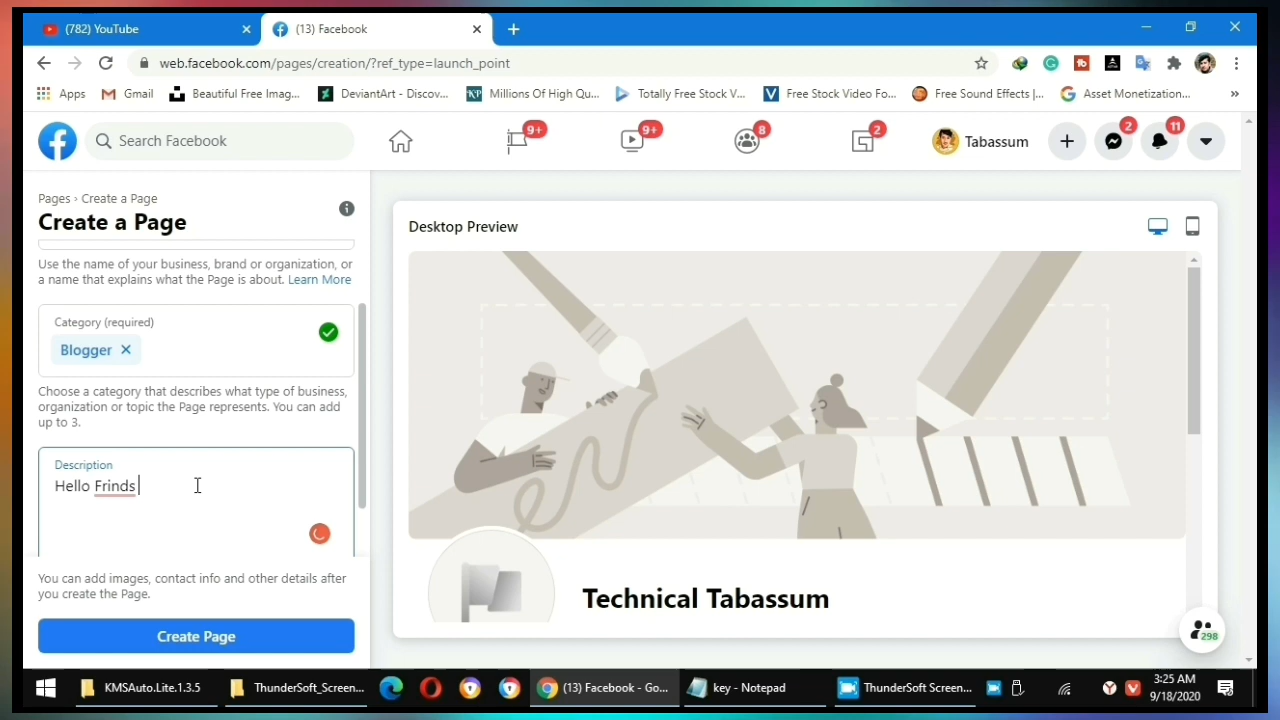 (782) YouTube
(13) Facebook
web.facebook.com/pages/creation/?ref_type=launch_point
Apps
Gmail
Beautiful Free Imag...
DeviantArt - Discov...
Millions Of High Qu...
Totally Free Stock V...
Free Stock Video Fo...
Free Sound Effects |...
Asset Monetization...
»
Search Facebook
9+
9+
8
2
Tabassum
2
11
Pages › Create a Page
Create a Page
Use the name of your business, brand or organization, or
a name that explains what the Page is about. Learn More
Category (required)
Blogger ✕
Choose a category that describes what type of business,
organization or topic the Page represents. You can add
up to 3.
Description
Hello Frinds
You can add images, contact info and other details after
you create the Page.
Create Page
Desktop Preview
Technical Tabassum
298
KMSAuto.Lite.1.3.5
ThunderSoft_Screen...
(13) Facebook - Go...
key - Notepad
ThunderSoft Screen...
3:25 AM
9/18/2020